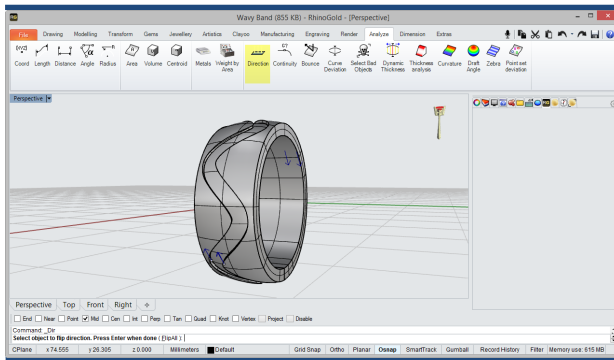 Wavy Band (855 KB) - RhinoGold - [Perspective]
File Drawing Modelling Transform Gems Jewellery Artistics Clayoo Manufacturing Engraving Render Analyze Dimension Extras
Coord Length Distance Angle Radius Area Volume Centroid Metals Weight by Area Direction Continuity Bounce Curve Deviation Select Bad Objects Dynamic Thickness Thickness analysis Curvature Draft Angle Zebra Point set deviation
Perspective
Perspective Top Front Right
End Near Point Mid Cen Int Perp Tan Quad Knot Vertex Project Disable
Command: _Dir
Select object to flip direction. Press Enter when done ( FlipAll ):
CPlane x 74.555 y 26.305 z 0.000 Millimeters Default Grid Snap Ortho Planar Osnap SmartTrack Gumball Record History Filter Memory use: 615 MB